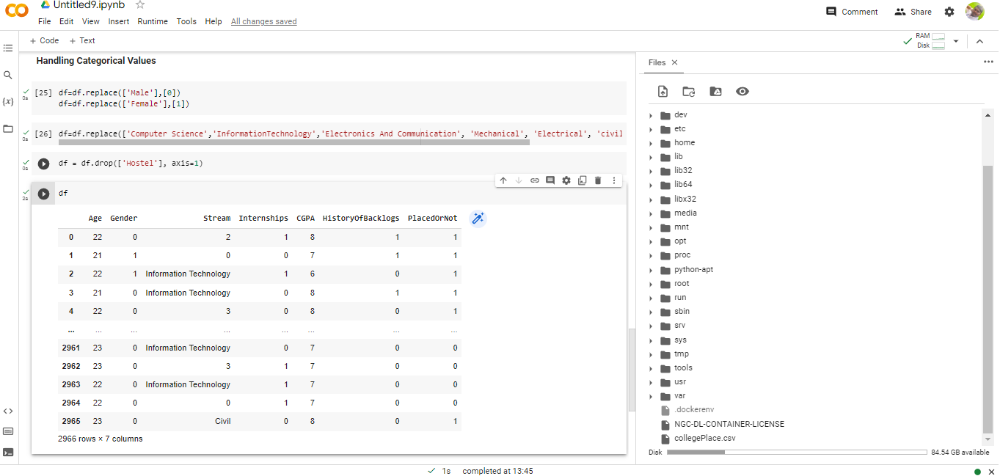 Untitled9.ipynb
File Edit View Insert Runtime Tools Help All changes saved
Comment Share
+ Code + Text
RAM
Disk
Handling Categorical Values
0s [25] df=df.replace(['Male'],[0])
df=df.replace(['Female'],[1])
0s [26] df=df.replace(['Computer Science','InformationTechnology','Electronics And Communication', 'Mechanical', 'Electrical', 'civil
0s df = df.drop(['Hostel'], axis=1)
2s df
Age Gender Stream Internships CGPA HistoryOfBacklogs PlacedOrNot
0 22 0 2 1 8 1 1
1 21 1 0 0 7 1 1
2 22 1 Information Technology 1 6 0 1
3 21 0 Information Technology 0 8 1 1
4 22 0 3 0 8 0 1
... ... ... ... ... ... ... ...
2961 23 0 Information Technology 0 7 0 0
2962 23 0 3 1 7 0 0
2963 22 0 Information Technology 1 7 0 0
2964 22 0 0 1 7 0 0
2965 23 0 Civil 0 8 0 1
2966 rows × 7 columns
Files
dev
etc
home
lib
lib32
lib64
libx32
media
mnt
opt
proc
python-apt
root
run
sbin
srv
sys
tmp
tools
usr
var
.dockerenv
NGC-DL-CONTAINER-LICENSE
collegePlace.csv
Disk 84.54 GB available
1s completed at 13:45